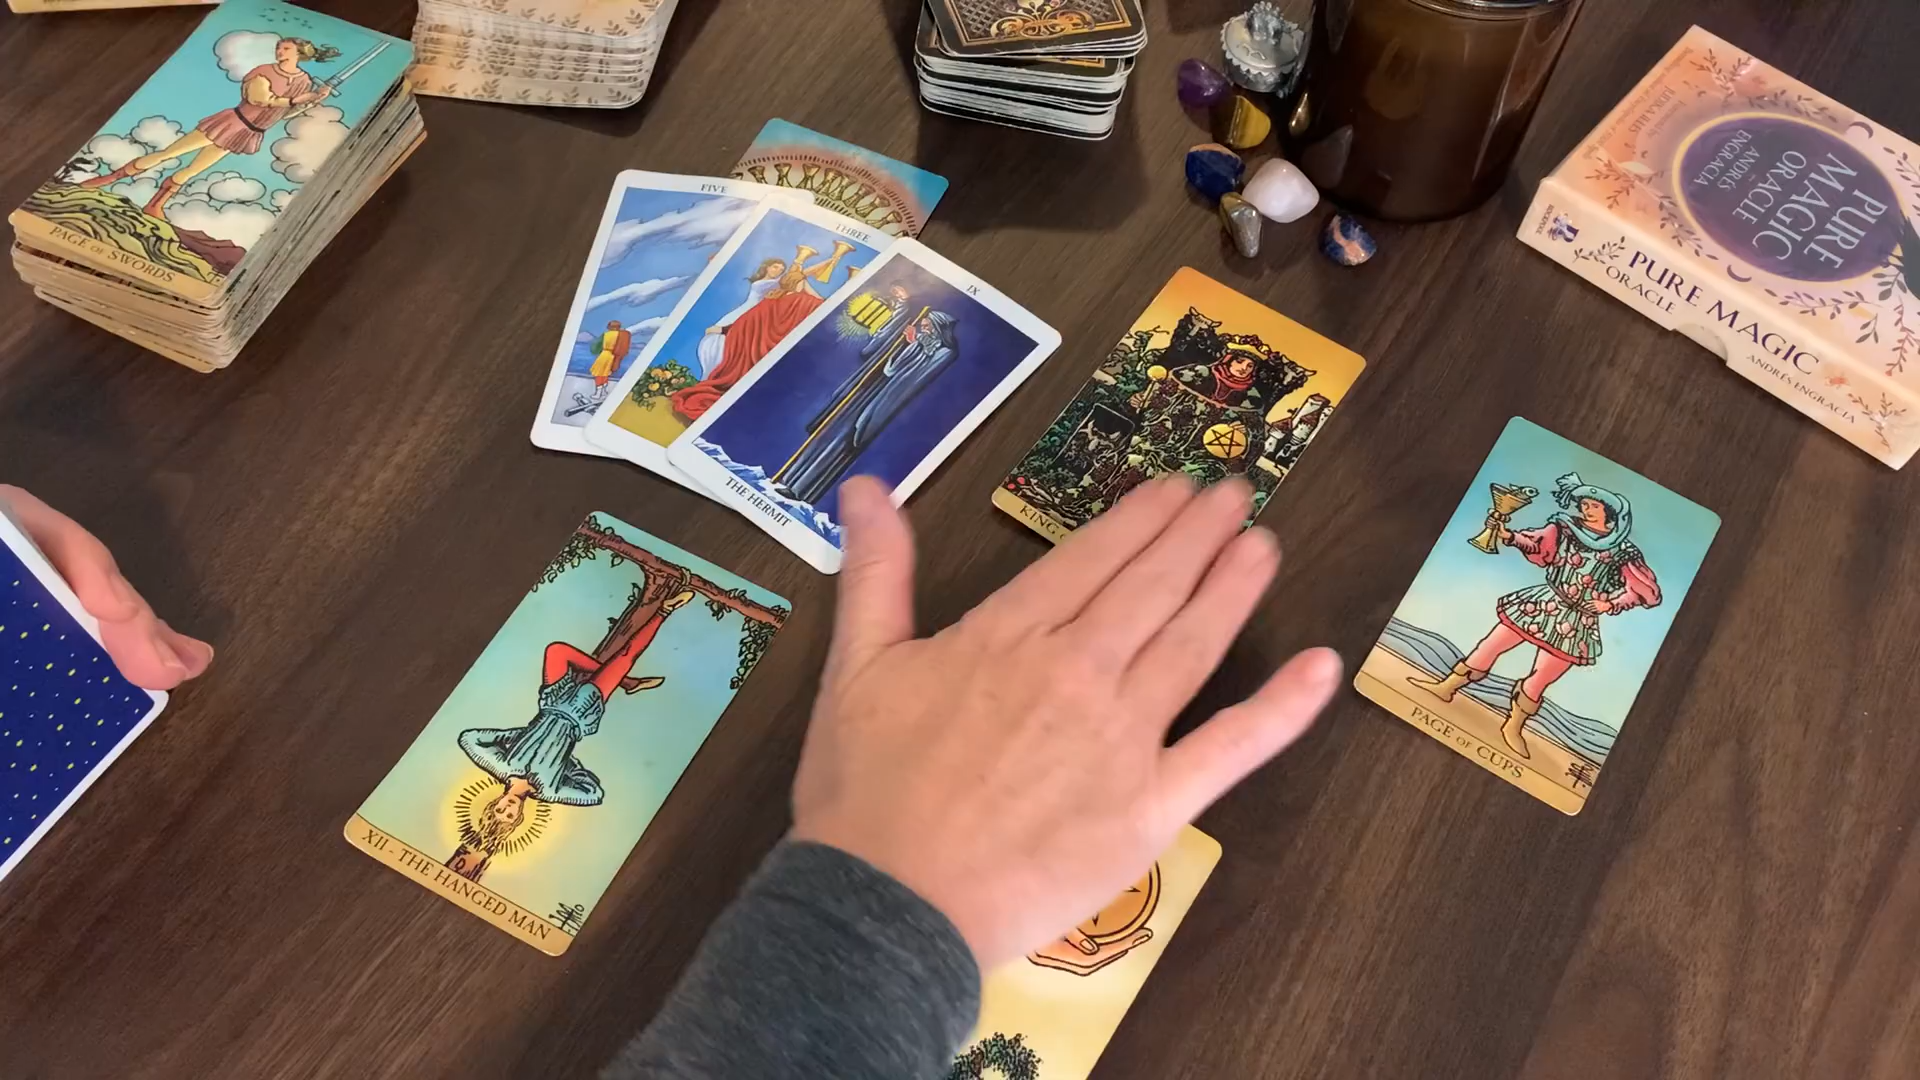 PAGE OF SWORDS
FIVE
THREE
IX
THE HERMIT
KING
XII - THE HANGED MAN
PAGE OF CUPS
PURE
MAGIC
ORACLE
ANDRÉS
ENGRACIA
PURE MAGIC
ORACLE
ANDRÉS ENGRACIA